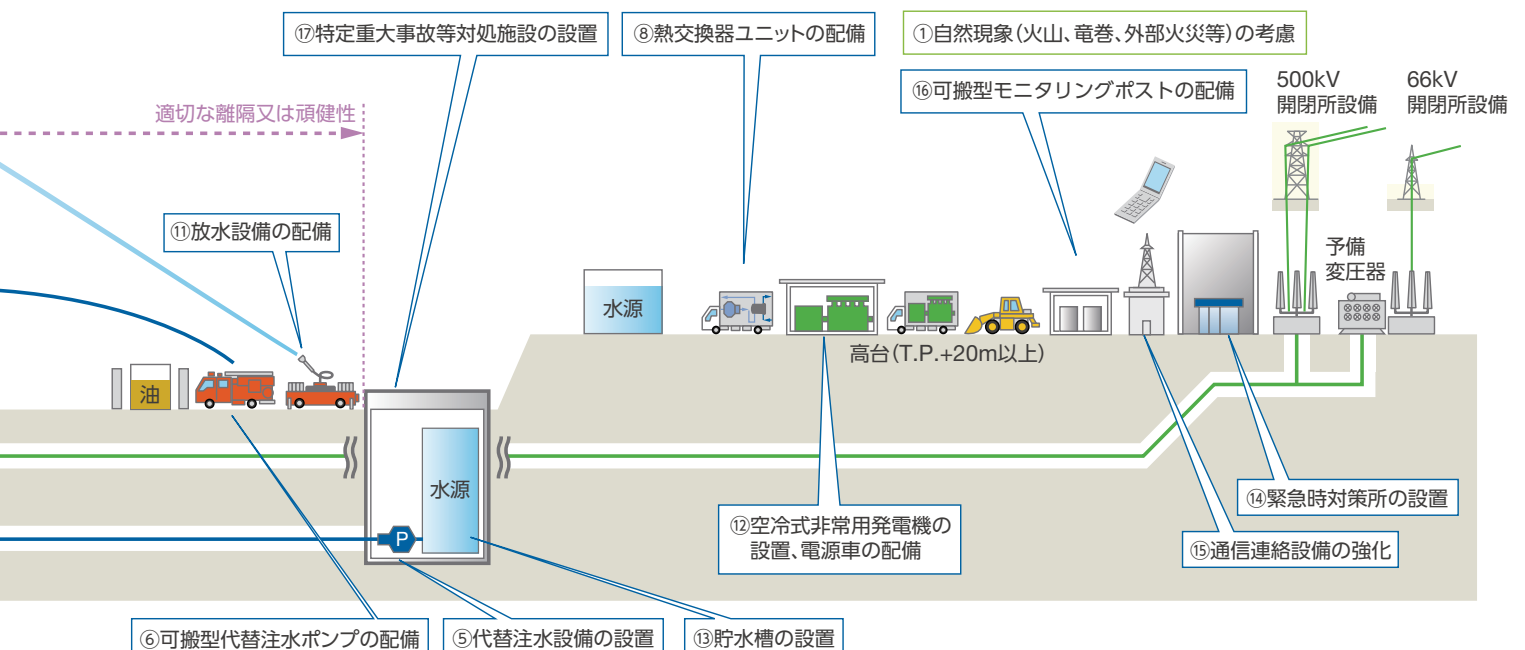 ⑰特定重大事故等対処施設の設置
⑧熱交換器ユニットの配備
①自然現象(火山、竜巻、外部火災等)の考慮
⑯可搬型モニタリングポストの配備
500kV
開閉所設備
66kV
開閉所設備
適切な離隔又は頑健性
⑪放水設備の配備
予備
変圧器
水源
高台(T.P.+20m以上)
油
水源
P
⑭緊急時対策所の設置
⑫空冷式非常用発電機の
設置、電源車の配備
⑮通信連絡設備の強化
⑥可搬型代替注水ポンプの配備
⑤代替注水設備の設置
⑬貯水槽の設置